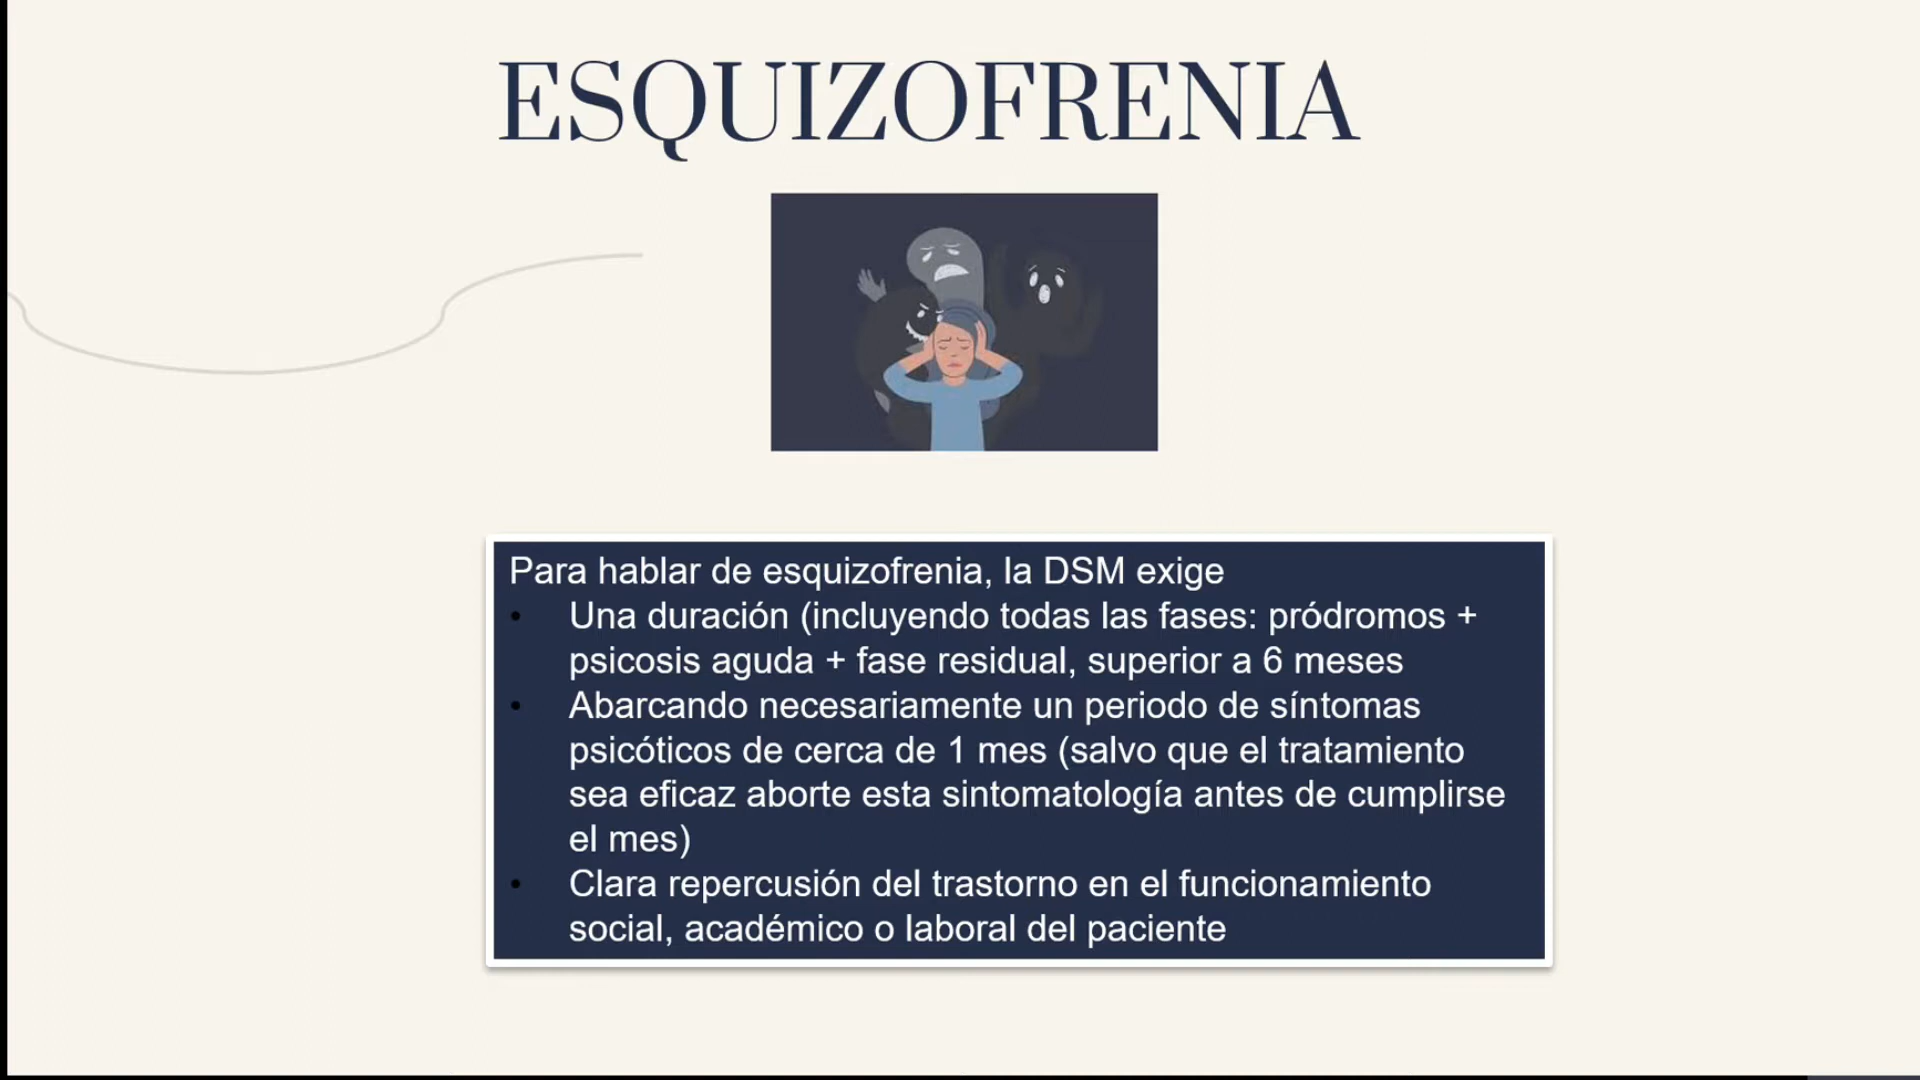 ESQUIZOFRENIA
Para hablar de esquizofrenia, la DSM exige
• Una duración (incluyendo todas las fases: pródromos +
psicosis aguda + fase residual, superior a 6 meses
• Abarcando necesariamente un periodo de síntomas
psicóticos de cerca de 1 mes (salvo que el tratamiento
sea eficaz aborte esta sintomatología antes de cumplirse
el mes)
• Clara repercusión del trastorno en el funcionamiento
social, académico o laboral del paciente